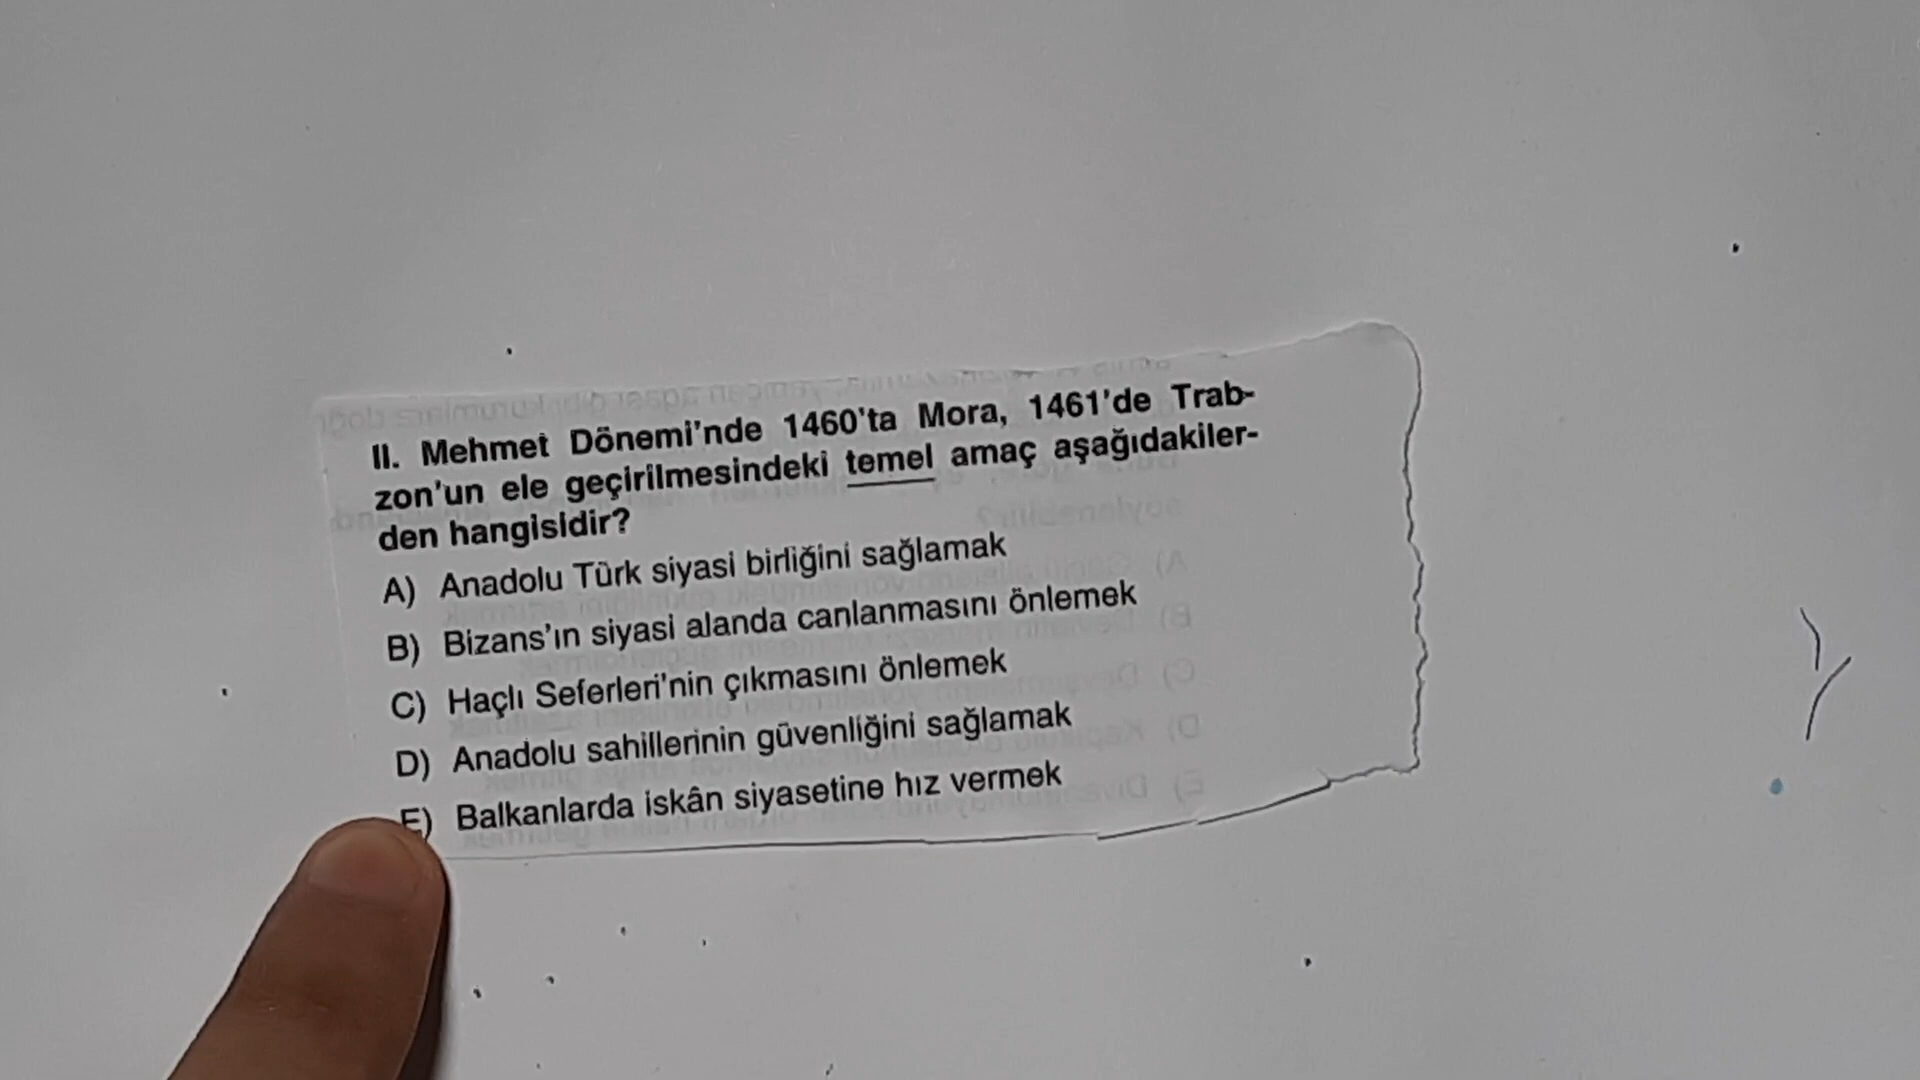 II. Mehmet Dönemi'nde 1460'ta Mora, 1461'de Trab-
zon'un ele geçirilmesindeki temel amaç aşağıdakiler-
den hangisidir?
A) Anadolu Türk siyasi birliğini sağlamak
B) Bizans'ın siyasi alanda canlanmasını önlemek
C) Haçlı Seferleri'nin çıkmasını önlemek
D) Anadolu sahillerinin güvenliğini sağlamak
E) Balkanlarda iskân siyasetine hız vermek